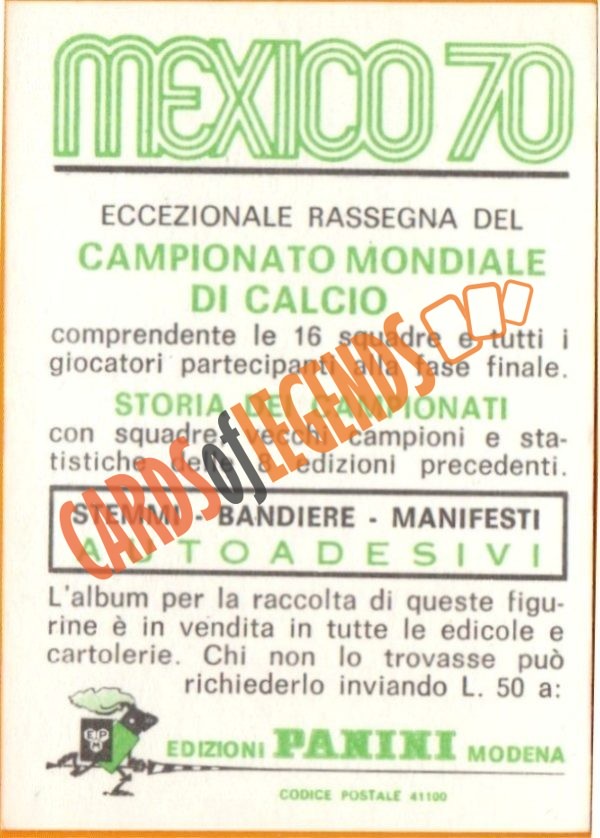 MEXICO 70
ECCEZIONALE RASSEGNA DEL
CAMPIONATO MONDIALE
DI CALCIO
comprendente le 16 squadre e tutti i
giocatori partecipanti alla fase finale.
STORIA DEI CAMPIONATI
con squadre, vecchi campioni e sta-
tistiche delle 8 edizioni precedenti.
CARDS of LEGENDS
STEMMI - BANDIERE - MANIFESTI
AUTOADESIVI
L'album per la raccolta di queste figu-
rine è in vendita in tutte le edicole e
cartolerie. Chi non lo trovasse può
richiederlo inviando L. 50 a:
EDIZIONI PANINI MODENA
CODICE POSTALE 41100